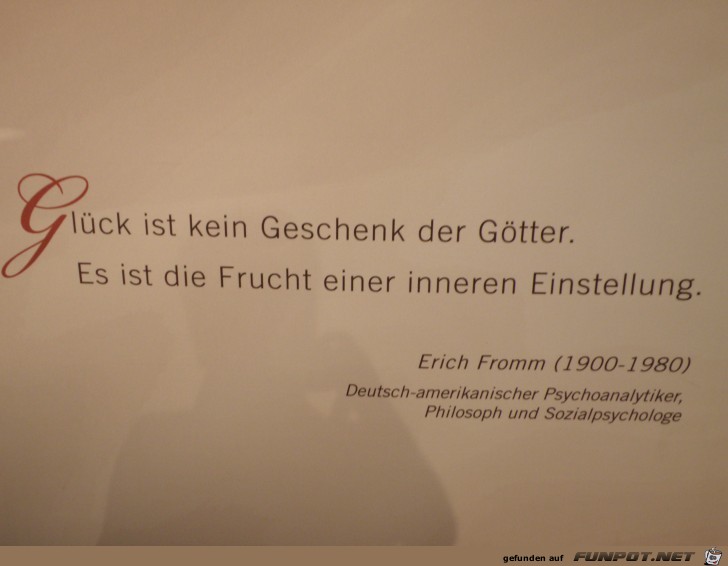 Glück ist kein Geschenk der Götter.
Es ist die Frucht einer inneren Einstellung.
Erich Fromm (1900-1980)
Deutsch-amerikanischer Psychoanalytiker,
Philosoph und Sozialpsychologe
gefunden auf FUNPOT.NET